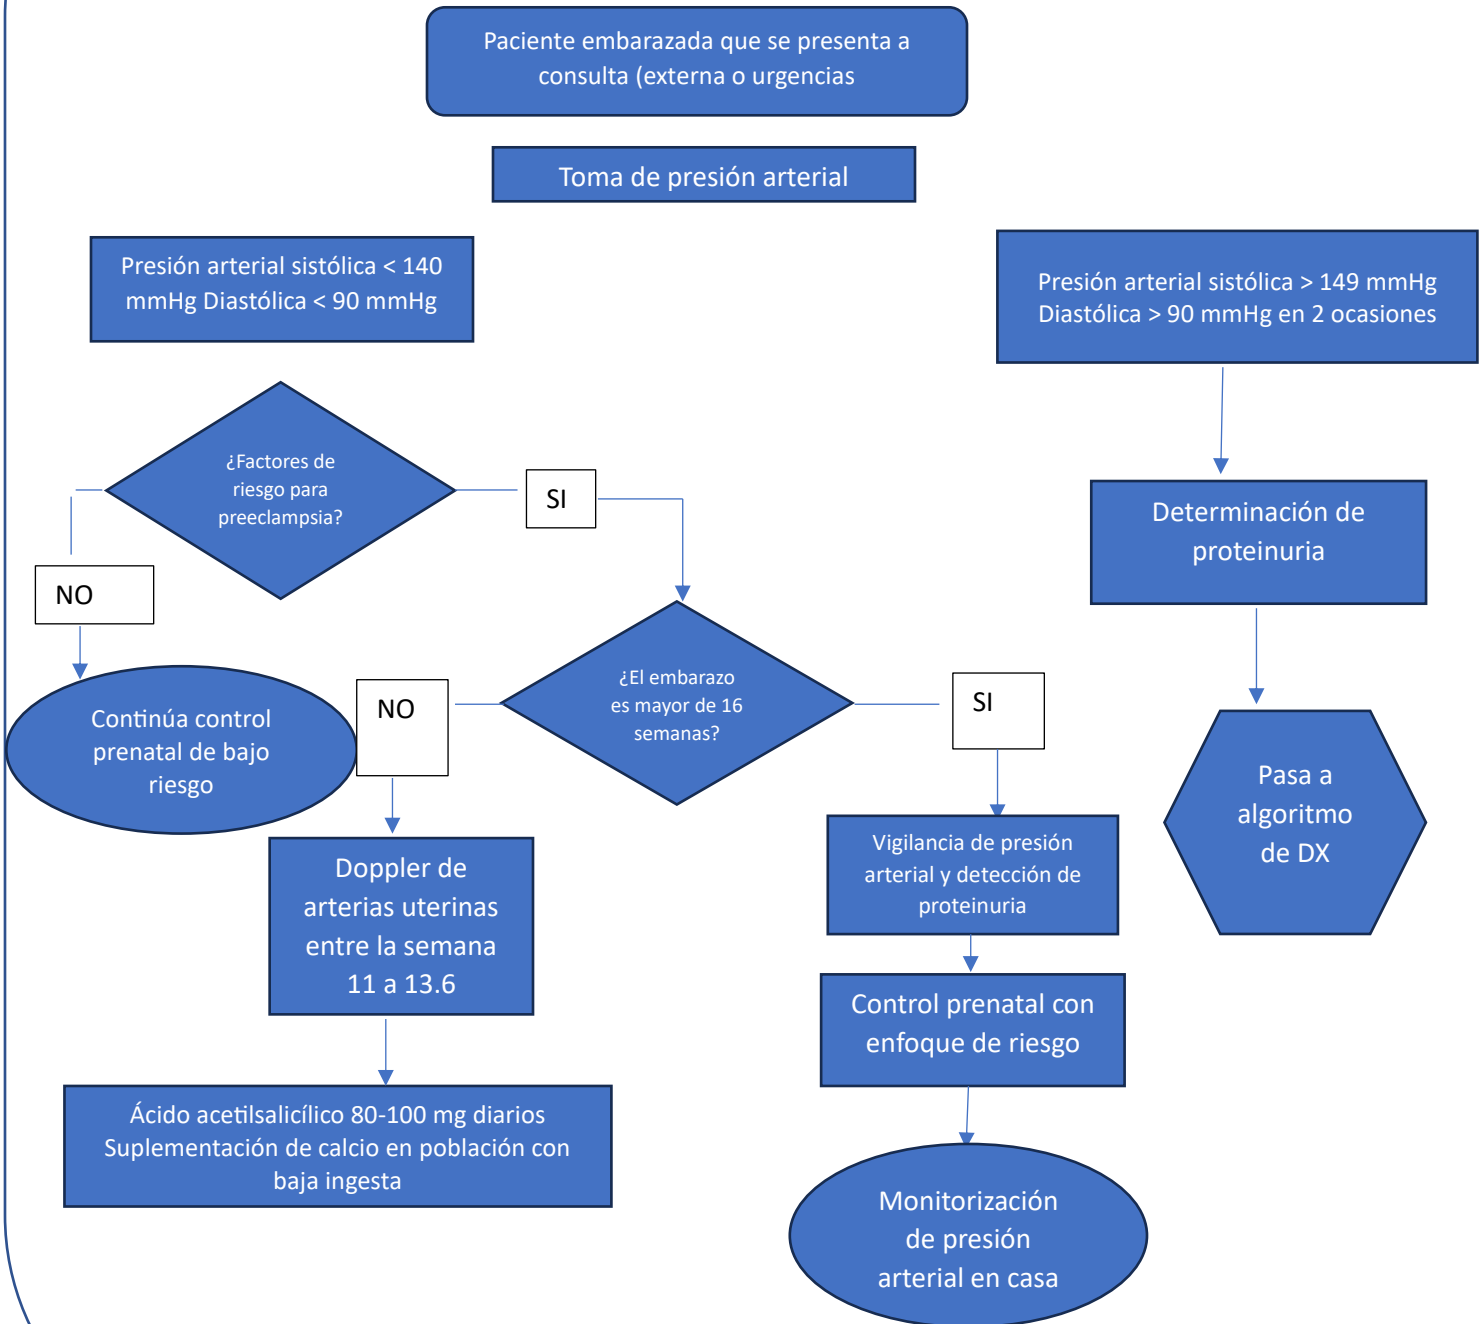 Paciente embarazada que se presenta a
consulta (externa o urgencias
Toma de presión arterial
Presión arterial sistólica < 140
mmHg Diastólica < 90 mmHg
Presión arterial sistólica > 149 mmHg
Diastólica > 90 mmHg en 2 ocasiones
¿Factores de
riesgo para
preeclampsia?
SI
NO
Determinación de
proteinuria
Continúa control
prenatal de bajo
riesgo
NO
¿El embarazo
es mayor de 16
semanas?
SI
Pasa a
algoritmo
de DX
Doppler de
arterias uterinas
entre la semana
11 a 13.6
Vigilancia de presión
arterial y detección de
proteinuria
Control prenatal con
enfoque de riesgo
Ácido acetilsalicílico 80-100 mg diarios
Suplementación de calcio en población con
baja ingesta
Monitorización
de presión
arterial en casa